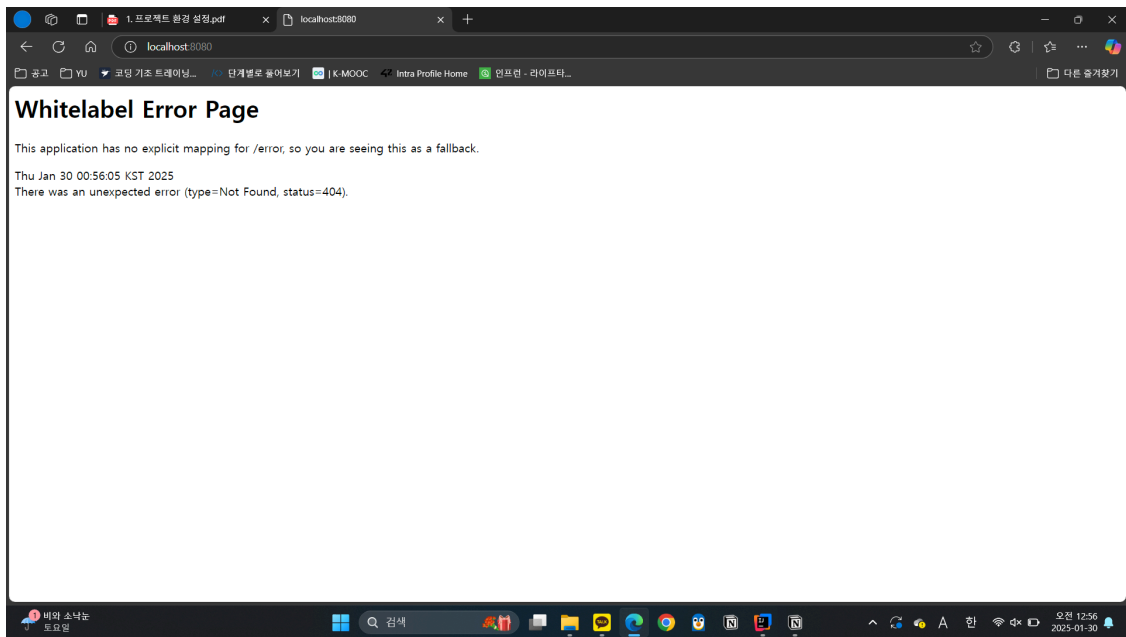 1. 프로젝트 환경 설정.pdf
localhost:8080
localhost:8080
공고
YU
코딩 기초 트레이닝...
단계별로 풀어보기
| K-MOOC
Intra Profile Home
인프런 - 라이프타...
다른 즐겨찾기
Whitelabel Error Page
This application has no explicit mapping for /error, so you are seeing this as a fallback.
Thu Jan 30 00:56:05 KST 2025
There was an unexpected error (type=Not Found, status=404).
1
비와 소낙눈
토요일
검색
A
한
오전 12:56
2025-01-30